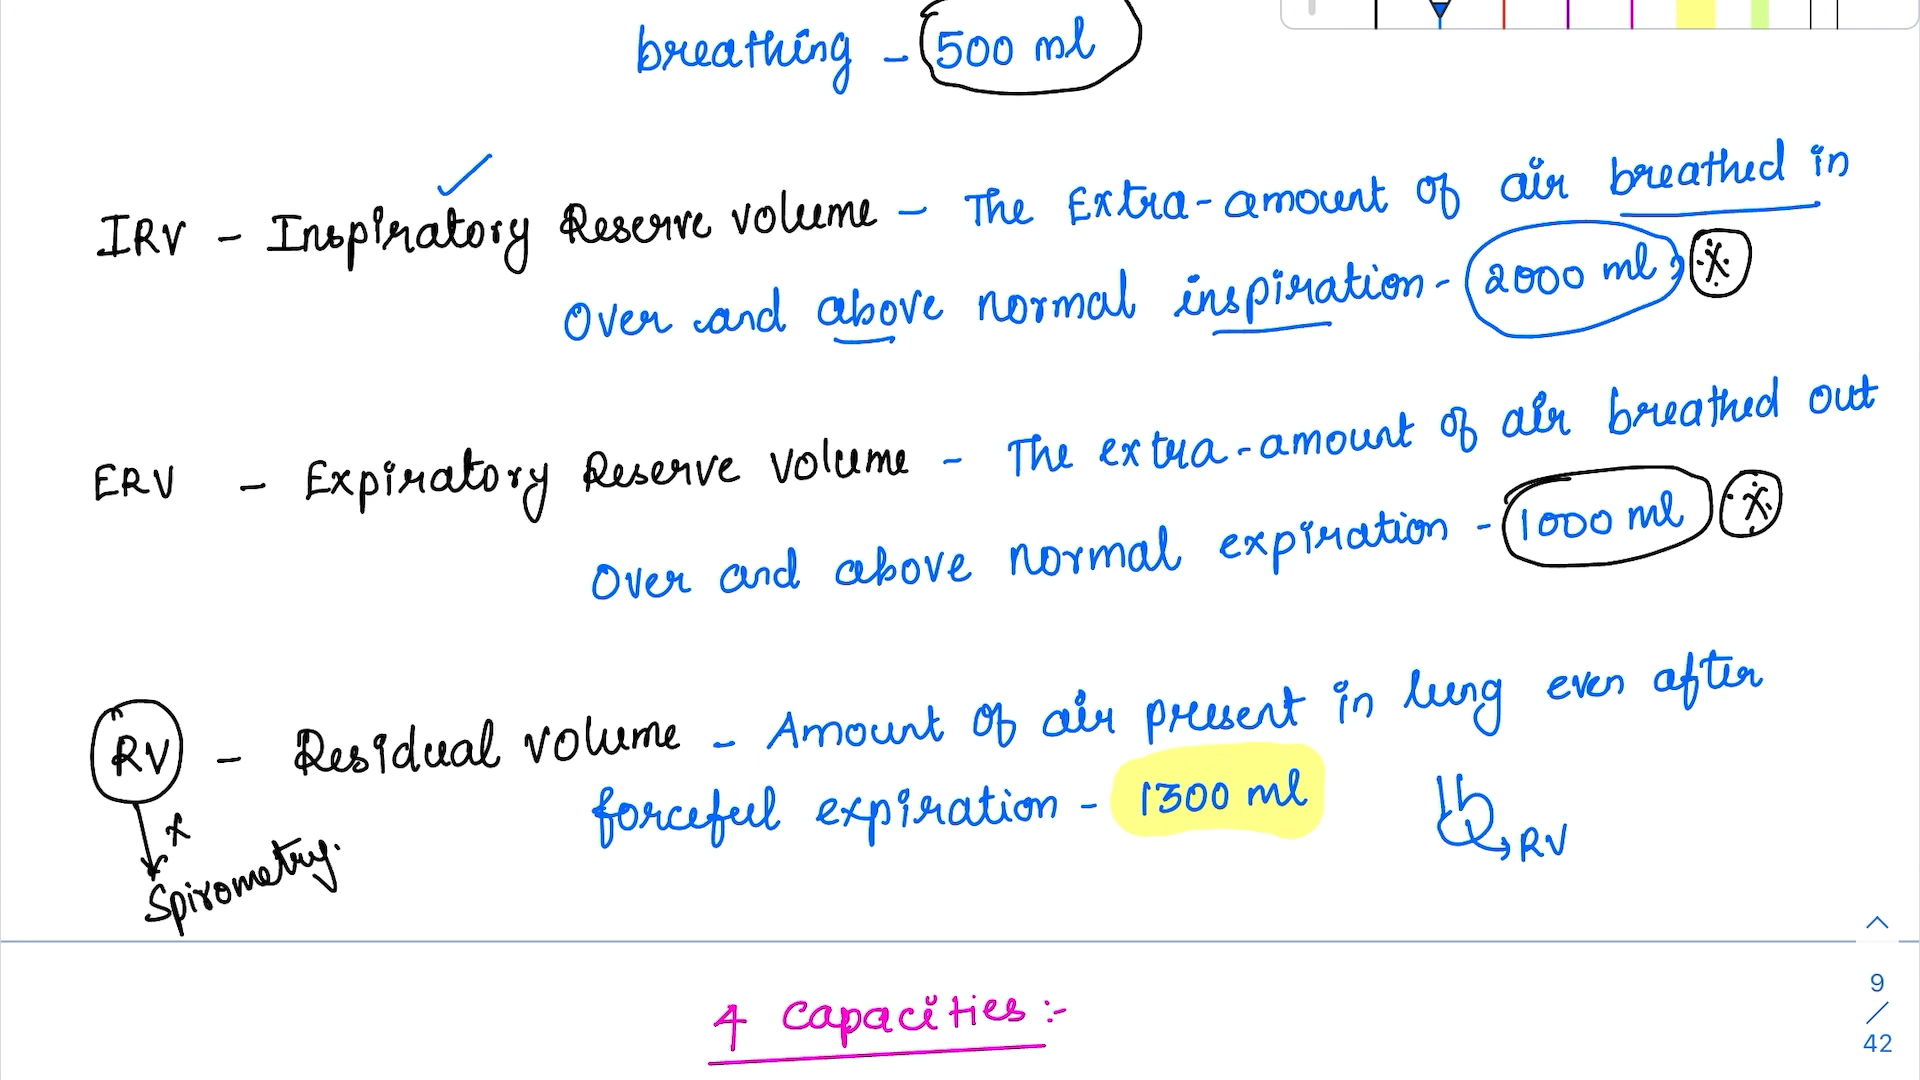 breathing - 500 ml
IRV - Inspiratory Reserve volume - The Extra-amount of air breathed in
Over and above normal inspiration - 2000 ml
ERV - Expiratory Reserve volume - The extra-amount of air breathed out
Over and above normal expiration - 1000 ml
RV - Residual volume - Amount of air present in lung even after
forceful expiration - 1300 ml
x
Spirometry.
RV
4 Capacities :-
9
/
42